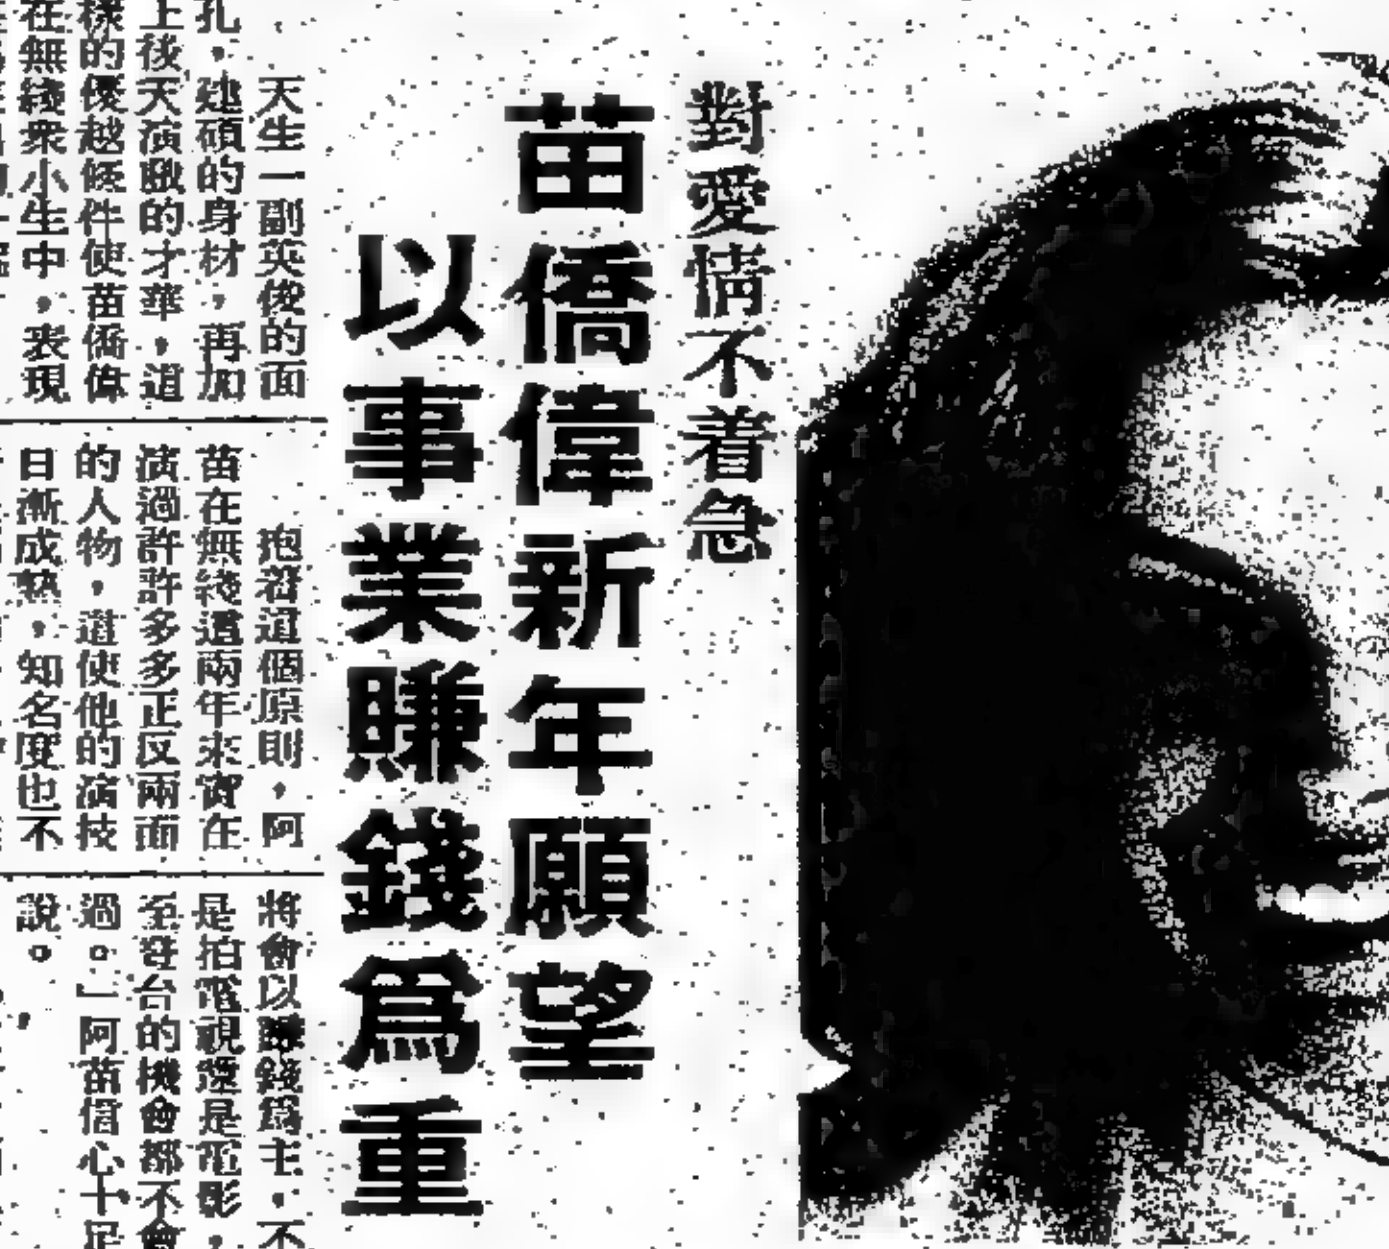 對愛情不着急
苗僑偉新年願望
以事業賺錢爲重
天生一副英俊的面
孔，建碩的身材，再加
上後天演戲的才華，這
樣的優越條件使苗僑偉
在無綫衆小生中，表現
抱着這個原則，阿
苗在無綫這兩年來實在
演過許許多多正反兩面
的人物，這使他的演技
日漸成熟，知名度也不
將會以賺錢爲主，不
是拍電視還是電影，
至登台的機會都不會
過。」阿苗信心十足
說。